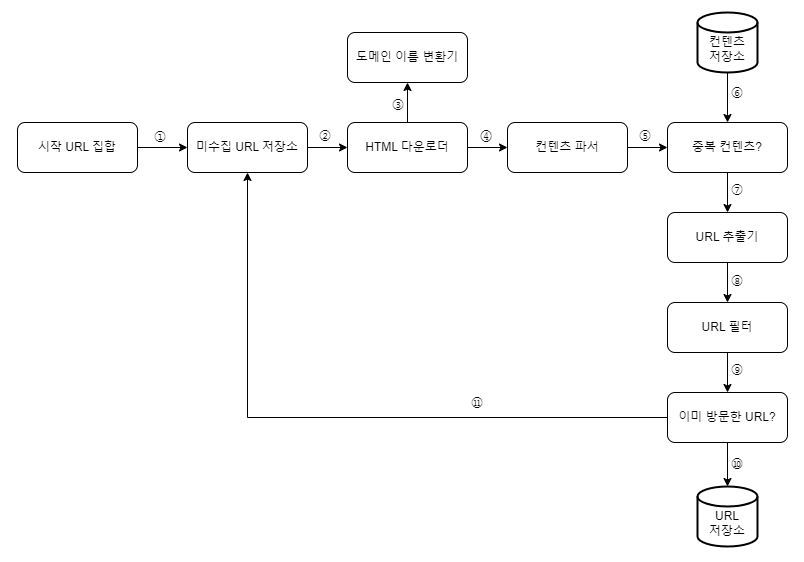 컨텐츠
저장소
도메인 이름 변환기
③
⑥
시작 URL 집합
①
미수집 URL 저장소
②
HTML 다운로더
④
컨텐츠 파서
⑤
중복 컨텐츠?
⑦
URL 추출기
⑧
URL 필터
⑨
⑪
이미 방문한 URL?
⑩
URL
저장소